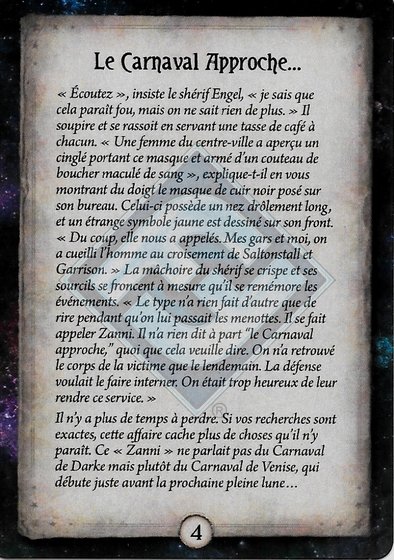 Le Carnaval Approche...
« Écoutez », insiste le shérif Engel, « je sais que
cela paraît fou, mais on ne sait rien de plus. » Il
soupire et se rassoit en servant une tasse de café à
chacun. « Une femme du centre-ville a aperçu un
cinglé portant ce masque et armé d'un couteau de
boucher maculé de sang », explique-t-il en vous
montrant du doigt le masque de cuir noir posé sur
son bureau. Celui-ci possède un nez drôlement long,
et un étrange symbole jaune est dessiné sur son front.
« Du coup, elle nous a appelés. Mes gars et moi, on
a cueilli l'homme au croisement de Saltonstall et
Garrison. » La mâchoire du shérif se crispe et ses
sourcils se froncent à mesure qu'il se remémore les
événements. « Le type n'a rien fait d'autre que de
rire pendant qu'on lui passait les menottes. Il se fait
appeler Zanni. Il n'a rien dit à part "le Carnaval
approche," quoi que cela veuille dire. On n'a retrouvé
le corps de la victime que le lendemain. La défense
voulait le faire interner. On était trop heureux de leur
rendre ce service. »
Il n'y a plus de temps à perdre. Si vos recherches sont
exactes, cette affaire cache plus de choses qu'il n'y
paraît. Ce « Zanni » ne parlait pas du Carnaval
de Darke mais plutôt du Carnaval de Venise, qui
débute juste avant la prochaine pleine lune...
4